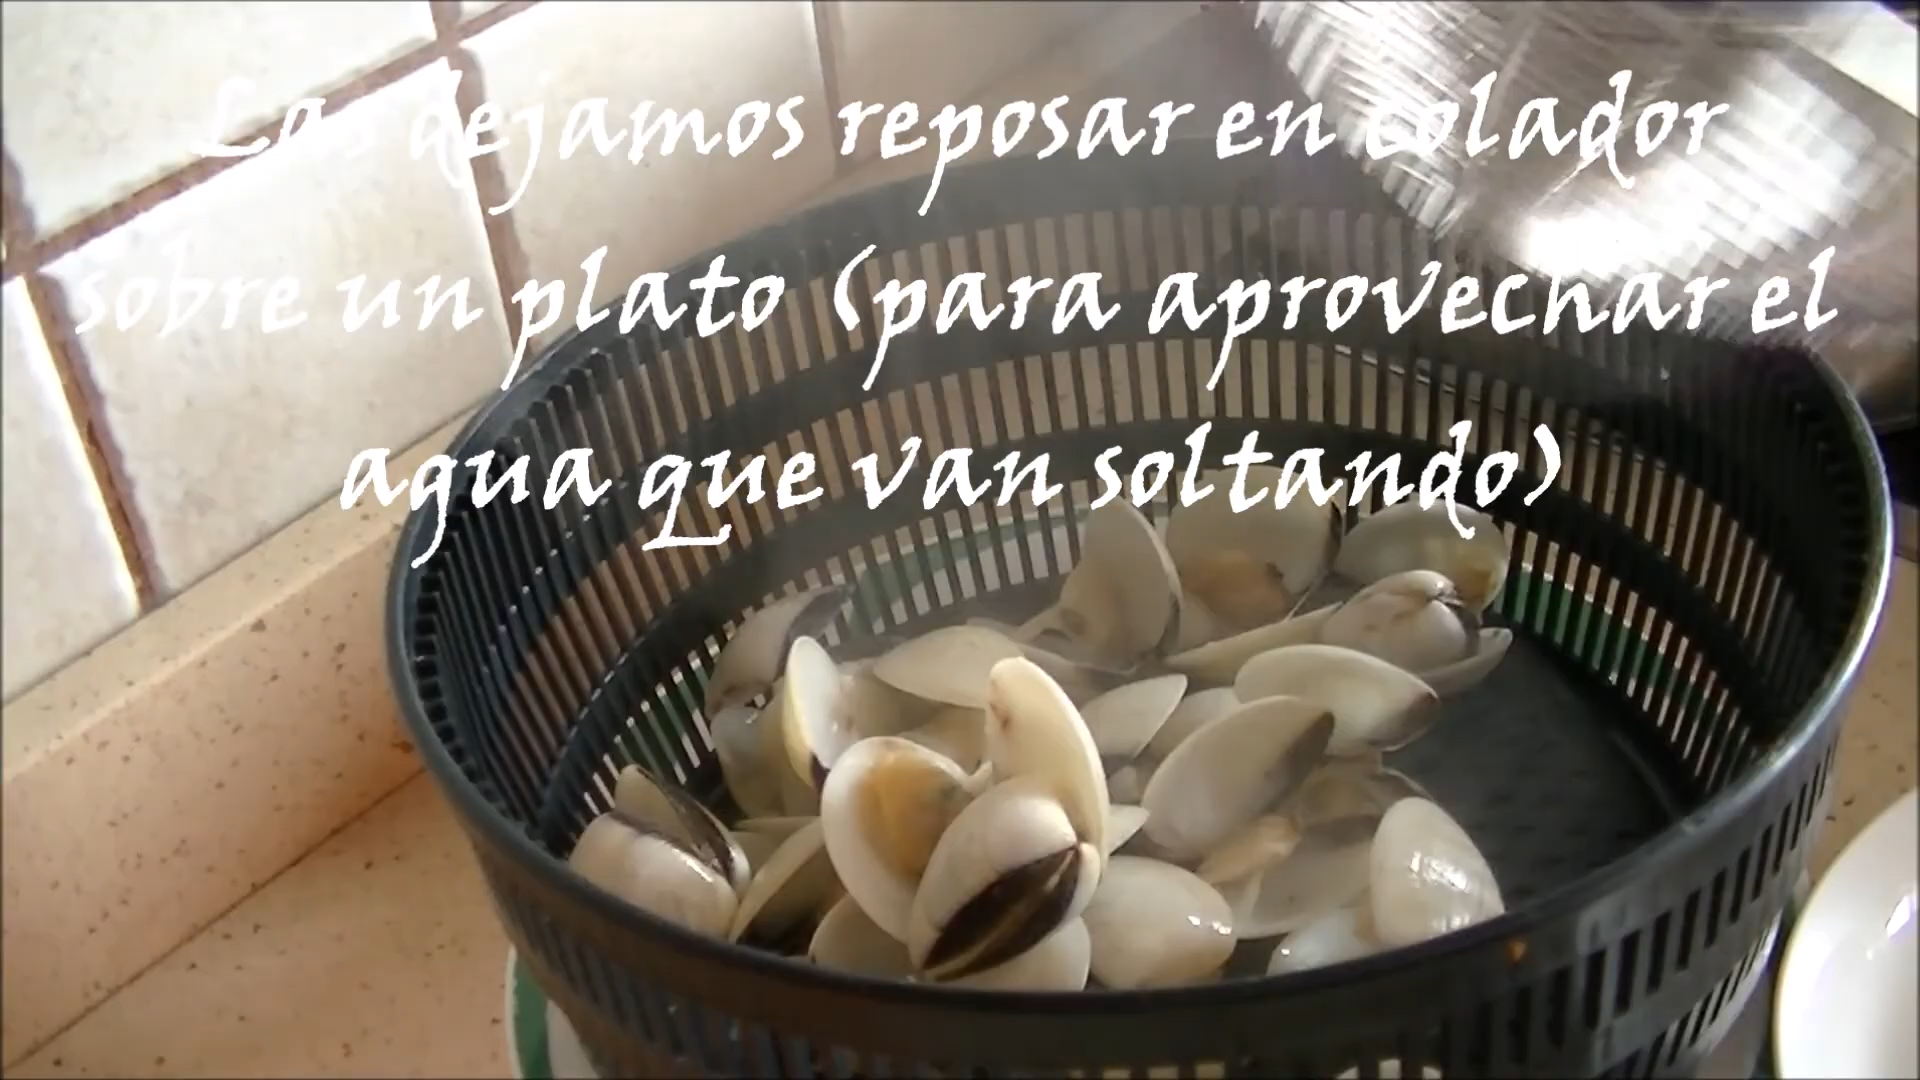 Las dejamos reposar en colador
sobre un plato (para aprovechar el
agua que van soltando)